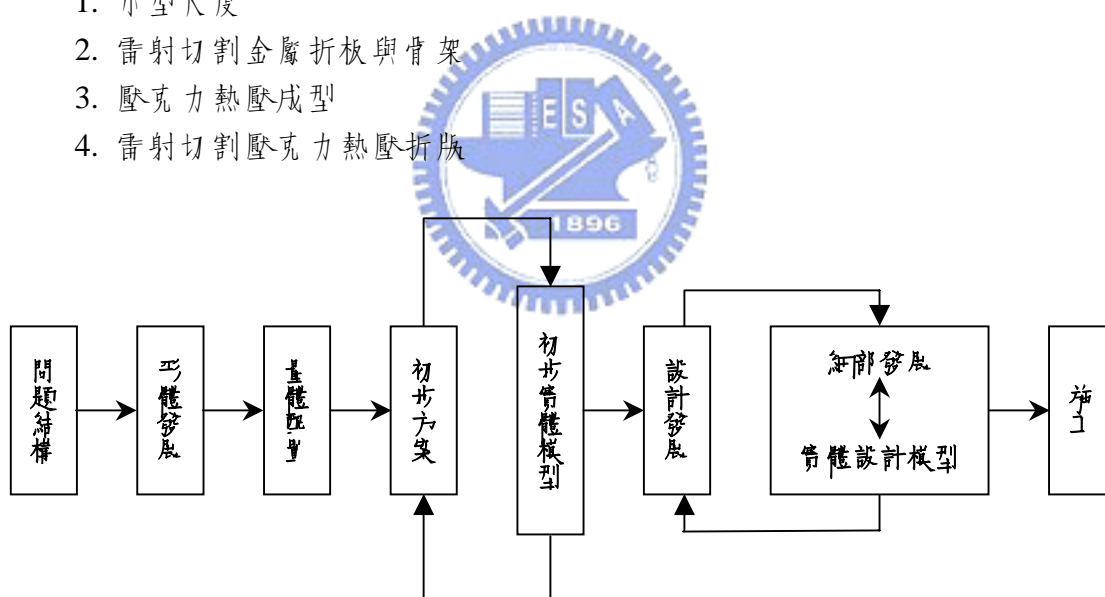 1. 小型尺度
2. 雷射切割金屬折板與骨架
3. 壓克力熱壓成型
4. 雷射切割壓克力熱壓折版
ESA
1896
問題結構
形體發展
量體配置
初步方案
初步實體模型
設計發展
細部發展
實體設計模型
施工